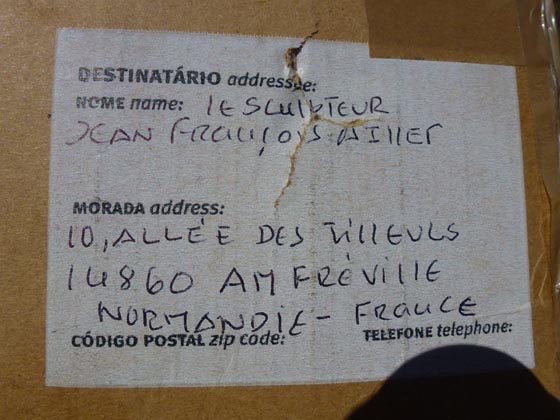 DESTINATÁRIO addressee:
NOME name: LE SCULPTEUR
JEAN FRANÇOIS MILLET
MORADA address:
10, ALLÉE DES TILLEULS
14860 AMFRÉVILLE
NORMANDIE - FRANCE
CÓDIGO POSTAL zip code: TELEFONE telephone: